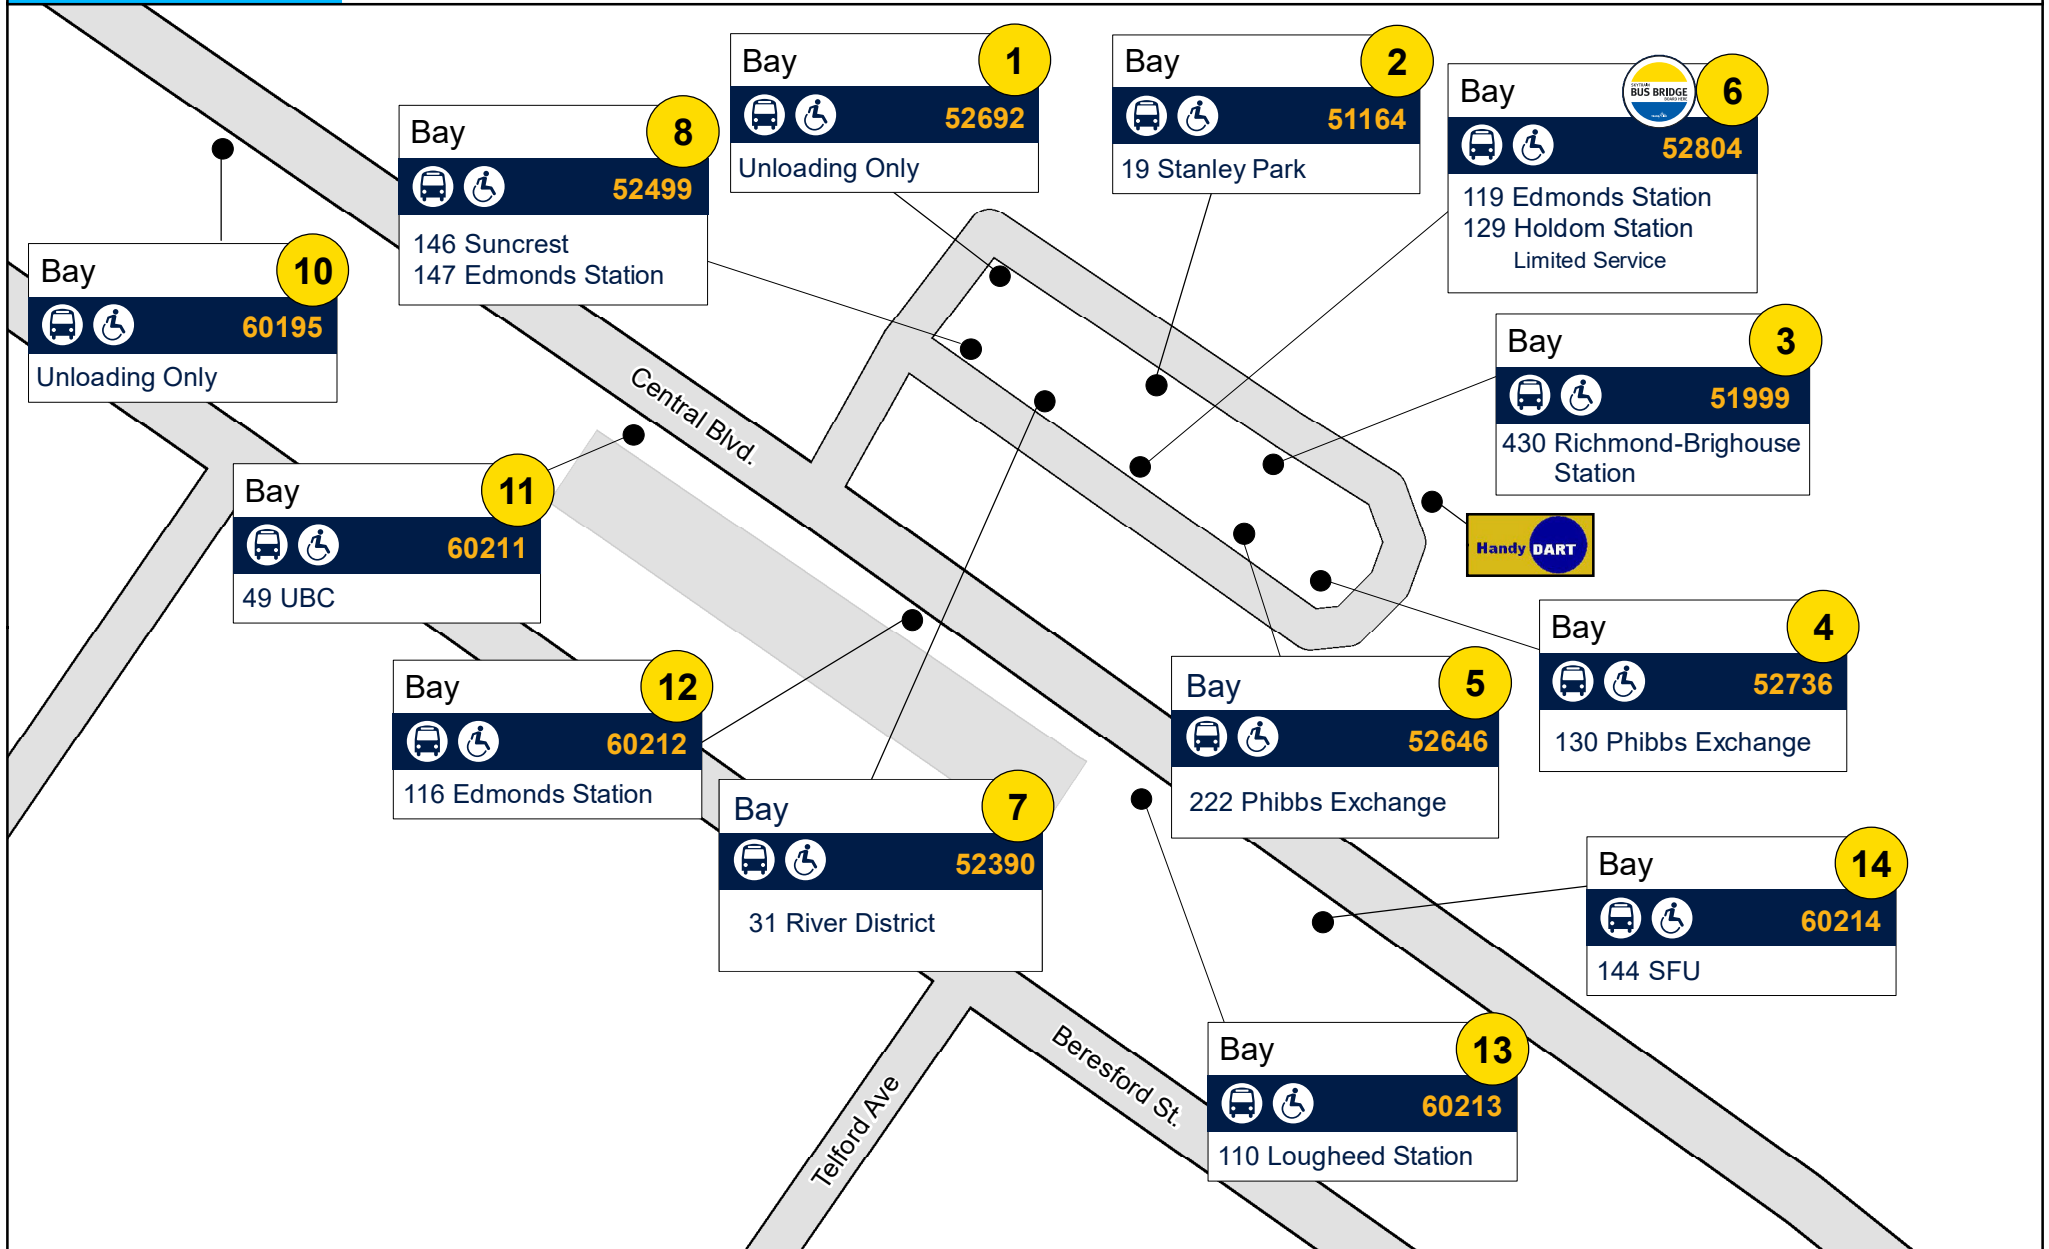 Bay 1
52692
Unloading Only
Bay 2
51164
19 Stanley Park
Bay 6
BUS BRIDGE
52804
119 Edmonds Station
129 Holdom Station
Limited Service
Bay 8
52499
146 Suncrest
147 Edmonds Station
Bay 10
60195
Unloading Only
Bay 3
51999
430 Richmond-Brighouse
Station
Central Blvd.
Bay 11
60211
49 UBC
Handy DART
Bay 4
52736
130 Phibbs Exchange
Bay 12
60212
116 Edmonds Station
Bay 5
52646
222 Phibbs Exchange
Bay 7
52390
31 River District
Bay 14
60214
144 SFU
Bay 13
60213
110 Lougheed Station
Beresford St.
Telford Ave